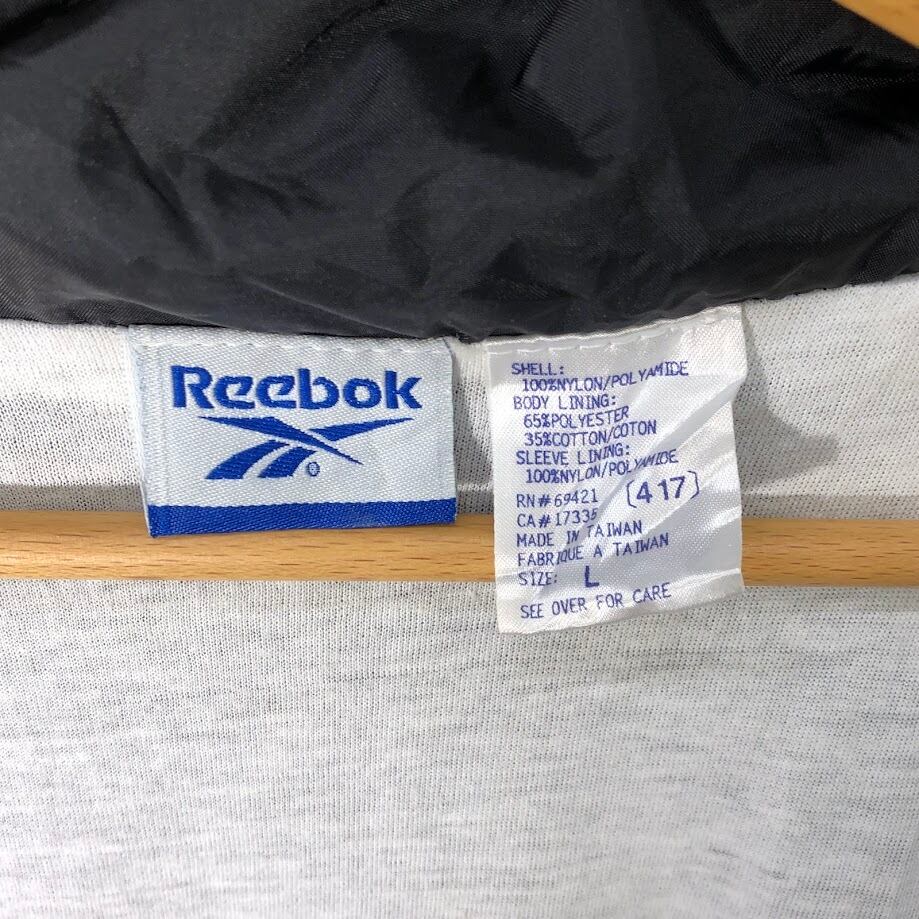 Reebok
®
SHELL:
100%NYLON/POLYAMIDE
BODY LINING:
65%POLYESTER
35%COTTON/COTON
SLEEVE LINING:
100%NYLON/POLYAMIDE
RN#69421 (417)
CA#17335
MADE IN TAIWAN
FABRIQUE A TAIWAN
SIZE: L
SEE OVER FOR CARE